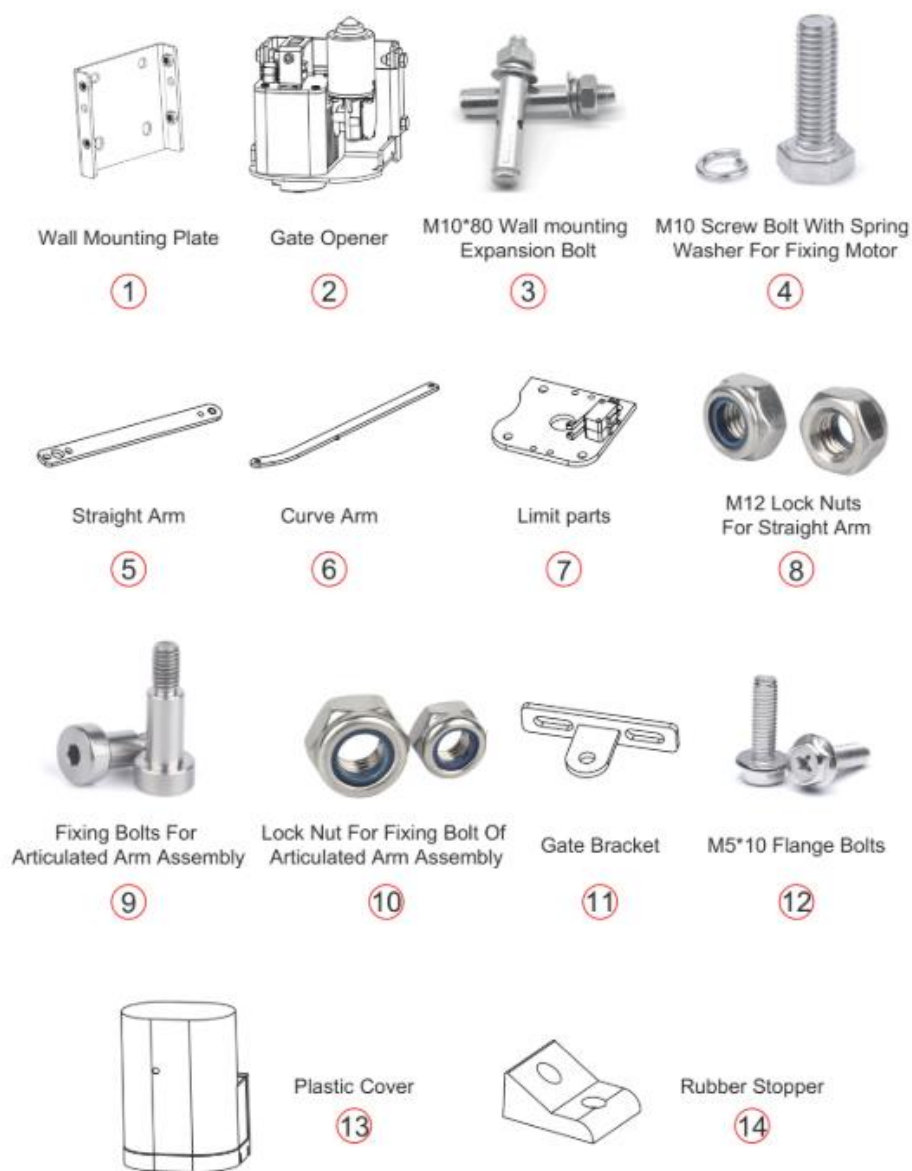 Wall Mounting Plate
Gate Opener
M10*80 Wall mounting
Expansion Bolt
M10 Screw Bolt With Spring
Washer For Fixing Motor
1
2
3
4
Straight Arm
Curve Arm
Limit parts
M12 Lock Nuts
For Straight Arm
5
6
7
8
Fixing Bolts For
Articulated Arm Assembly
Lock Nut For Fixing Bolt Of
Articulated Arm Assembly
Gate Bracket
M5*10 Flange Bolts
9
10
11
12
Plastic Cover
13
Rubber Stopper
14